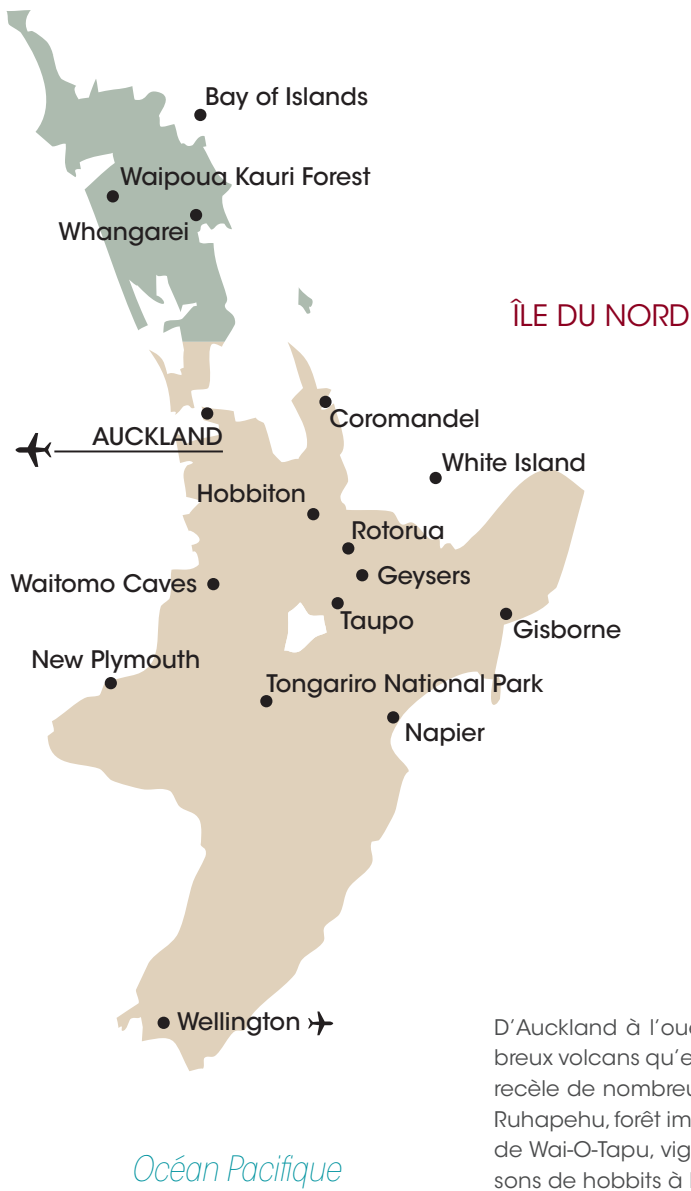 Bay of Islands
Waipoua Kauri Forest
Whangarei
ÎLE DU NORD
Coromandel
AUCKLAND
White Island
Hobbiton
Rotorua
Geysers
Waitomo Caves
Taupo
Gisborne
New Plymouth
Tongariro National Park
Napier
Wellington
D'Auckland à l'oue
breux volcans qu'e
recèle de nombreu
Ruhapehu, forêt im
de Wai-O-Tapu, vig
sons de hobbits à
Océan Pacifique